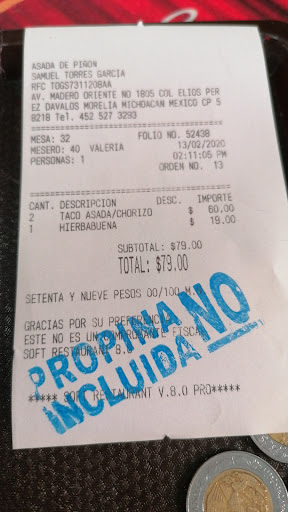 ASADA DE PIÑON
SAMUEL TORRES GARCIA
RFC TOGS731120BAA
AV. MADERO ORIENTE NO 1805 COL ELIOS PER
EZ DAVALOS MORELIA MICHOACAN MEXICO CP 5
8218 Tel. 452 527 3293
MESA: 32 FOLIO NO. 52438
MESERO: 40 VALERIA 13/02/2020
PERSONAS: 1 02:11:05 PM
ORDEN NO. 13
CANT. DESCRIPCION DESC. IMPORTE
2 TACO ASADA/CHORIZO $ 60.00
1 HIERBABUENA $ 19.00
SUBTOTAL: $79.00
TOTAL: $79.00
SETENTA Y NUEVE PESOS 00/100 M.
GRACIAS POR SU PREFERENCIA
ESTE NO ES UN COMPROBANTE FISCAL
SOFT RESTAURANT 8.0
PROPINA NO
INCLUIDA
***** SOFT RESTAURANT V.8.0 PRO*****